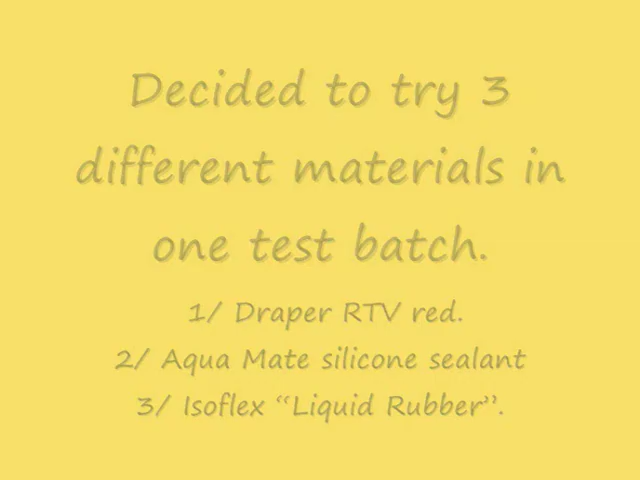 Decided to try 3
different materials in
one test batch.
1/ Draper RTV red.
2/ Aqua Mate silicone sealant
3/ Isoflex “Liquid Rubber”.